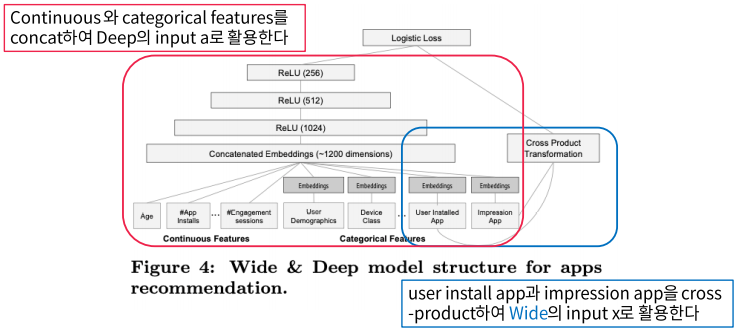 Continuous와 categorical features를
concat하여 Deep의 input a로 활용한다
Logistic Loss
ReLU (256)
ReLU (512)
ReLU (1024)
Concatenated Embeddings (~1200 dimensions)
Cross Product
Transformation
Embeddings Embeddings Embeddings Embeddings
Age #App Installs ... #Engagement sessions User Demographics Device Class ... User Installed App Impression App
Continuous Features Categorical Features
Figure 4: Wide & Deep model structure for apps
recommendation.
user install app과 impression app을 cross
-product하여 Wide의 input x로 활용한다